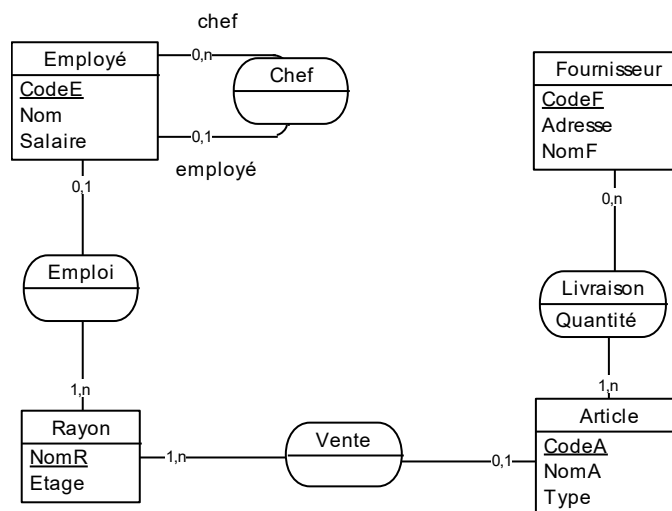 chef
Employé
CodeE
Nom
Salaire
0,n
Chef
0,1
employé
Fournisseur
CodeF
Adresse
NomF
0,1
0,n
Emploi
Livraison
Quantité
1,n
1,n
Rayon
NomR
Etage
1,n
Vente
0,1
Article
CodeA
NomA
Type